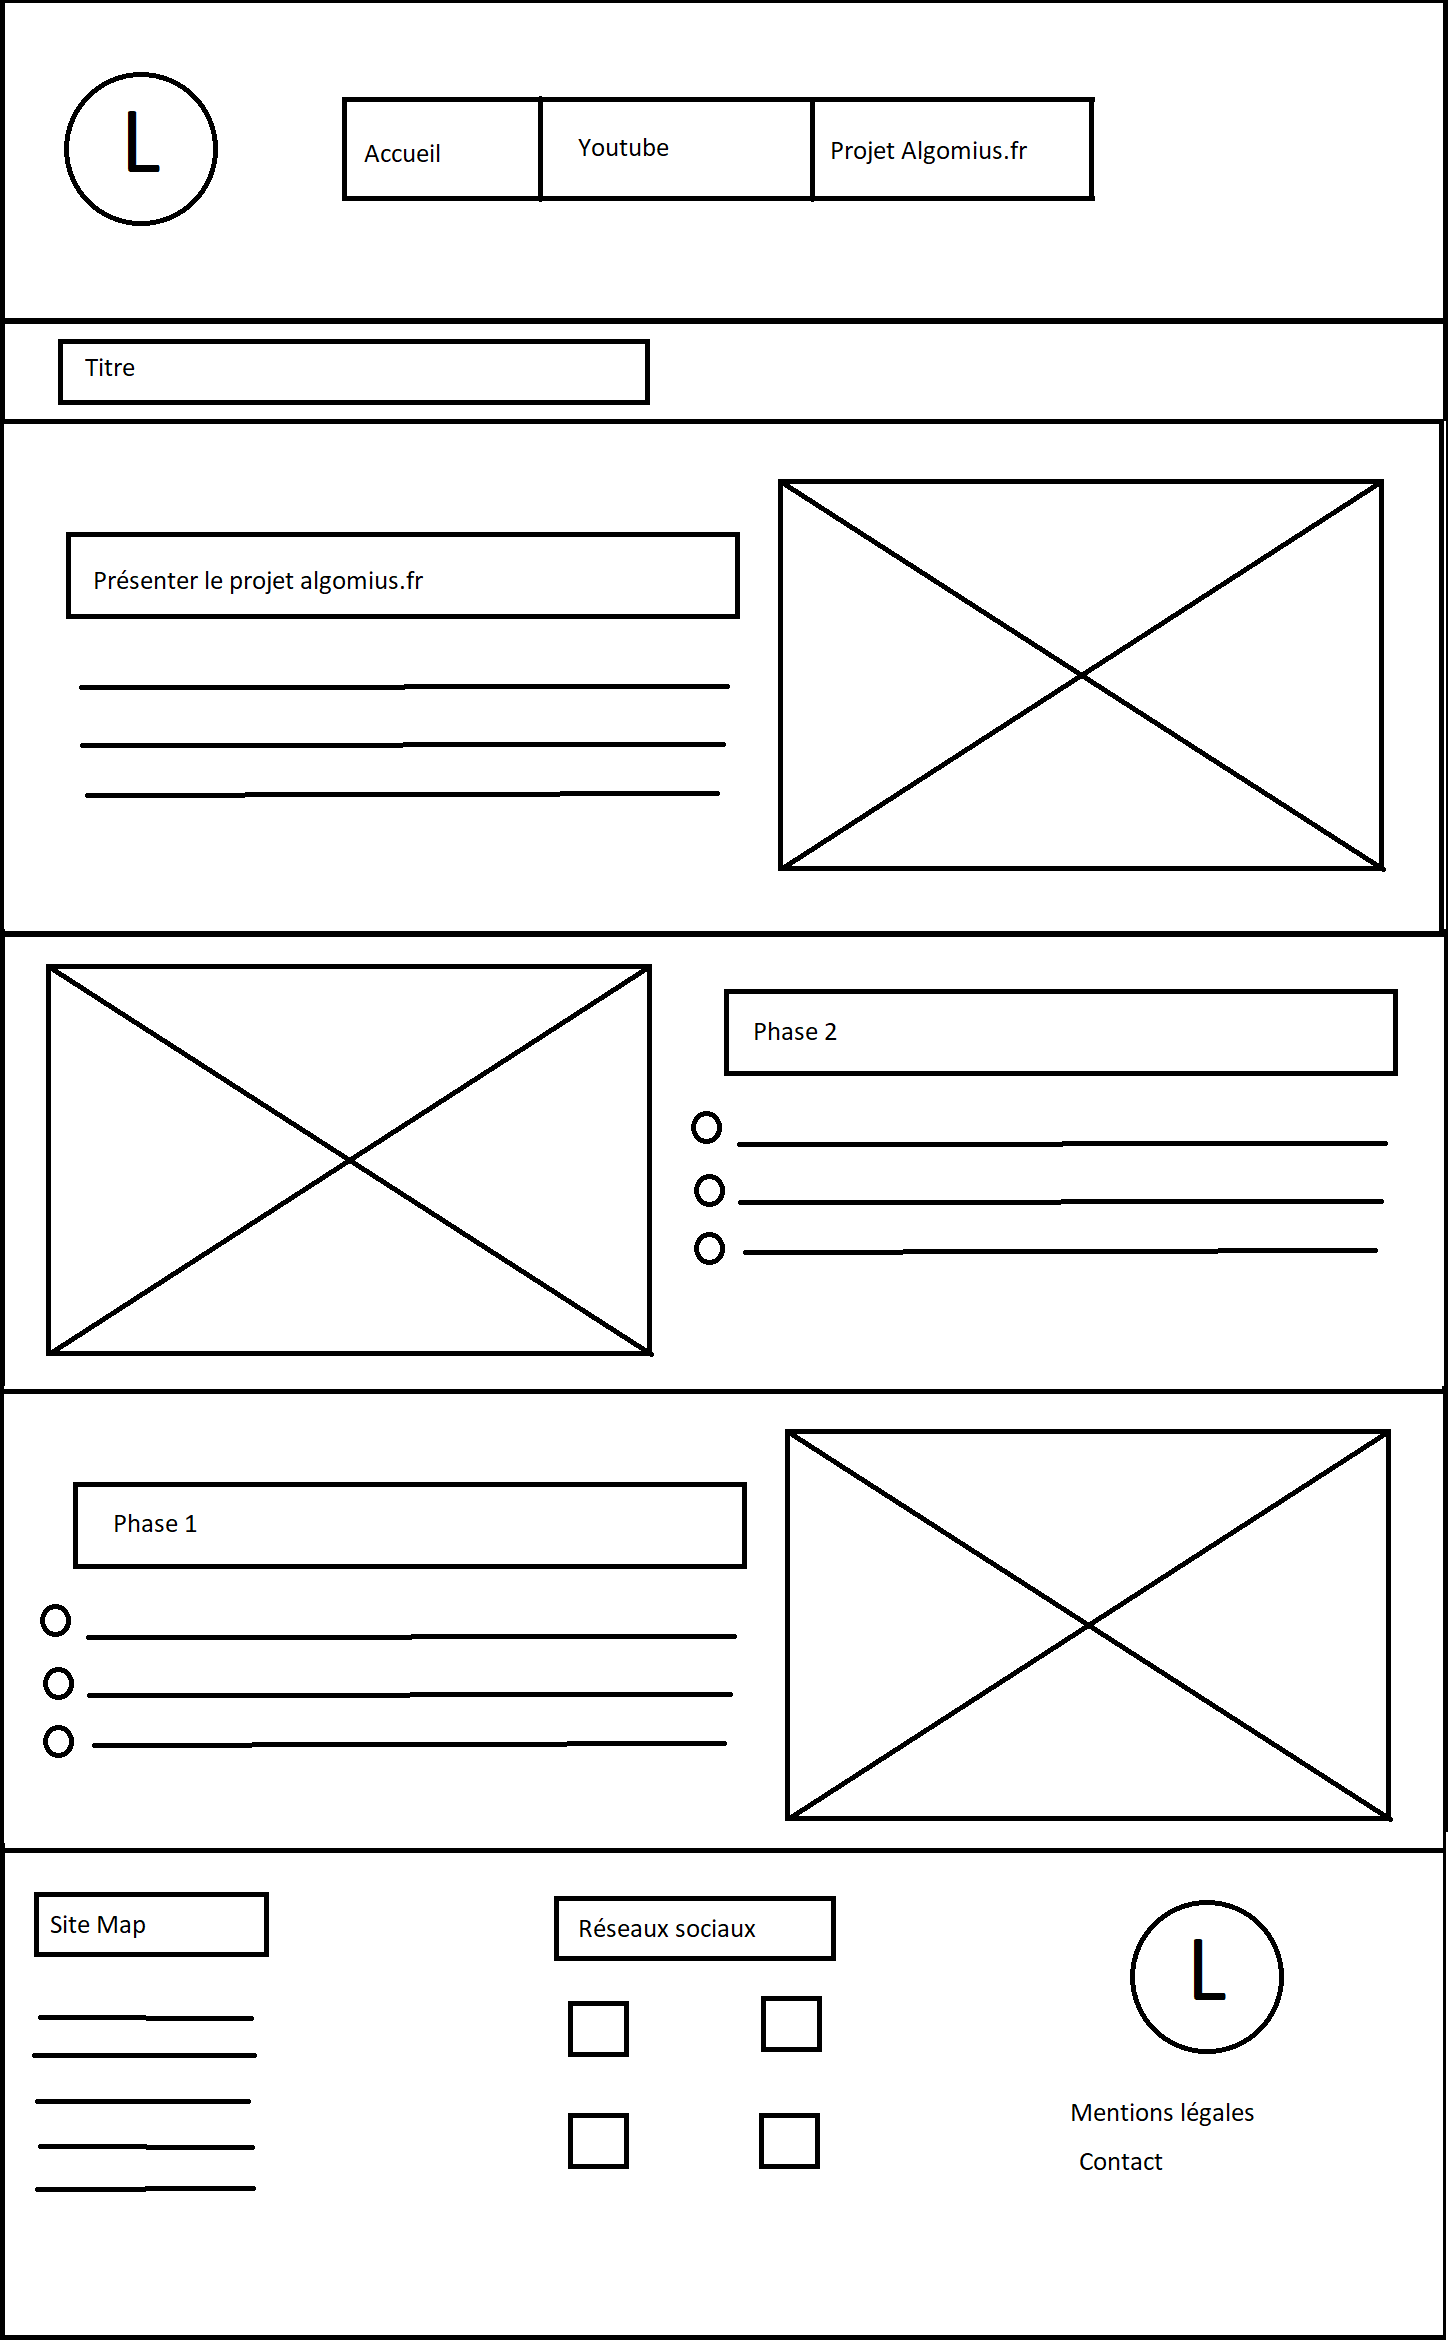 L
Accueil
Youtube
Projet Algomius.fr
Titre
Présenter le projet algomius.fr
Phase 2
Phase 1
Site Map
Réseaux sociaux
L
Mentions légales
Contact